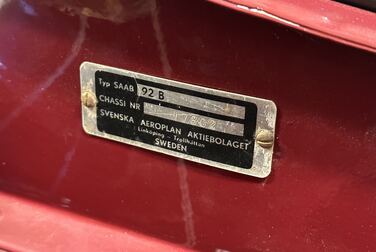 Typ SAAB 92 B
CHASSI NR
SVENSKA AEROPLAN AKTIEBOLAGET
Linköping - Trollhättan
SWEDEN